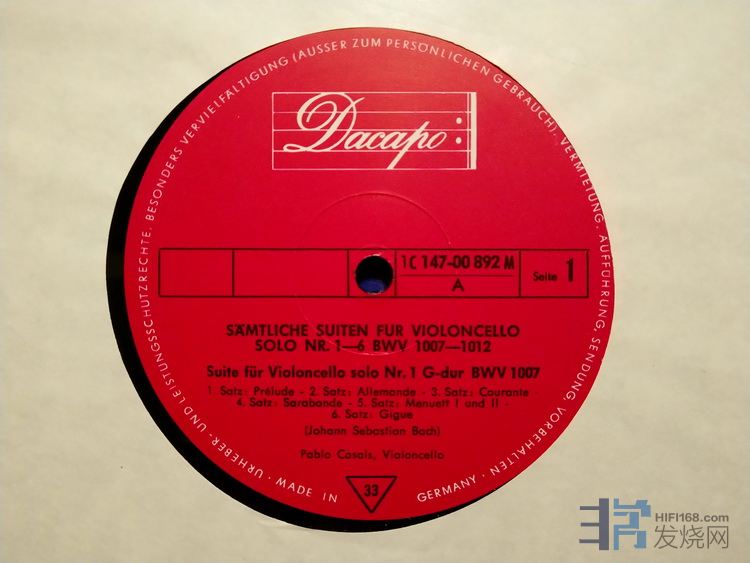 URHEBER- UND LEISTUNGSSCHUTZRECHTE, BESONDERS VERVIELFÄLTIGUNG (AUSSER ZUM PERSÖNLICHEN GEBRAUCH), VERMIETUNG, AUFFÜHRUNG, SENDUNG, VORBEHALTEN · GERMANY
Dacapo
1C 147-00 892 M
A
Seite 1
SÄMTLICHE SUITEN FUR VIOLONCELLO
SOLO NR. 1—6 BWV 1007—1012
Suite für Violoncello solo Nr. 1 G-dur BWV 1007
1. Satz: Prélude - 2. Satz: Allemande - 3. Satz: Courante
4. Satz: Sarabande - 5. Satz: Menuett I und II -
6. Satz: Gigue
(Johann Sebastian Bach)
Pablo Casals, Violoncello
33
MADE IN
HIFI168.com
发烧网